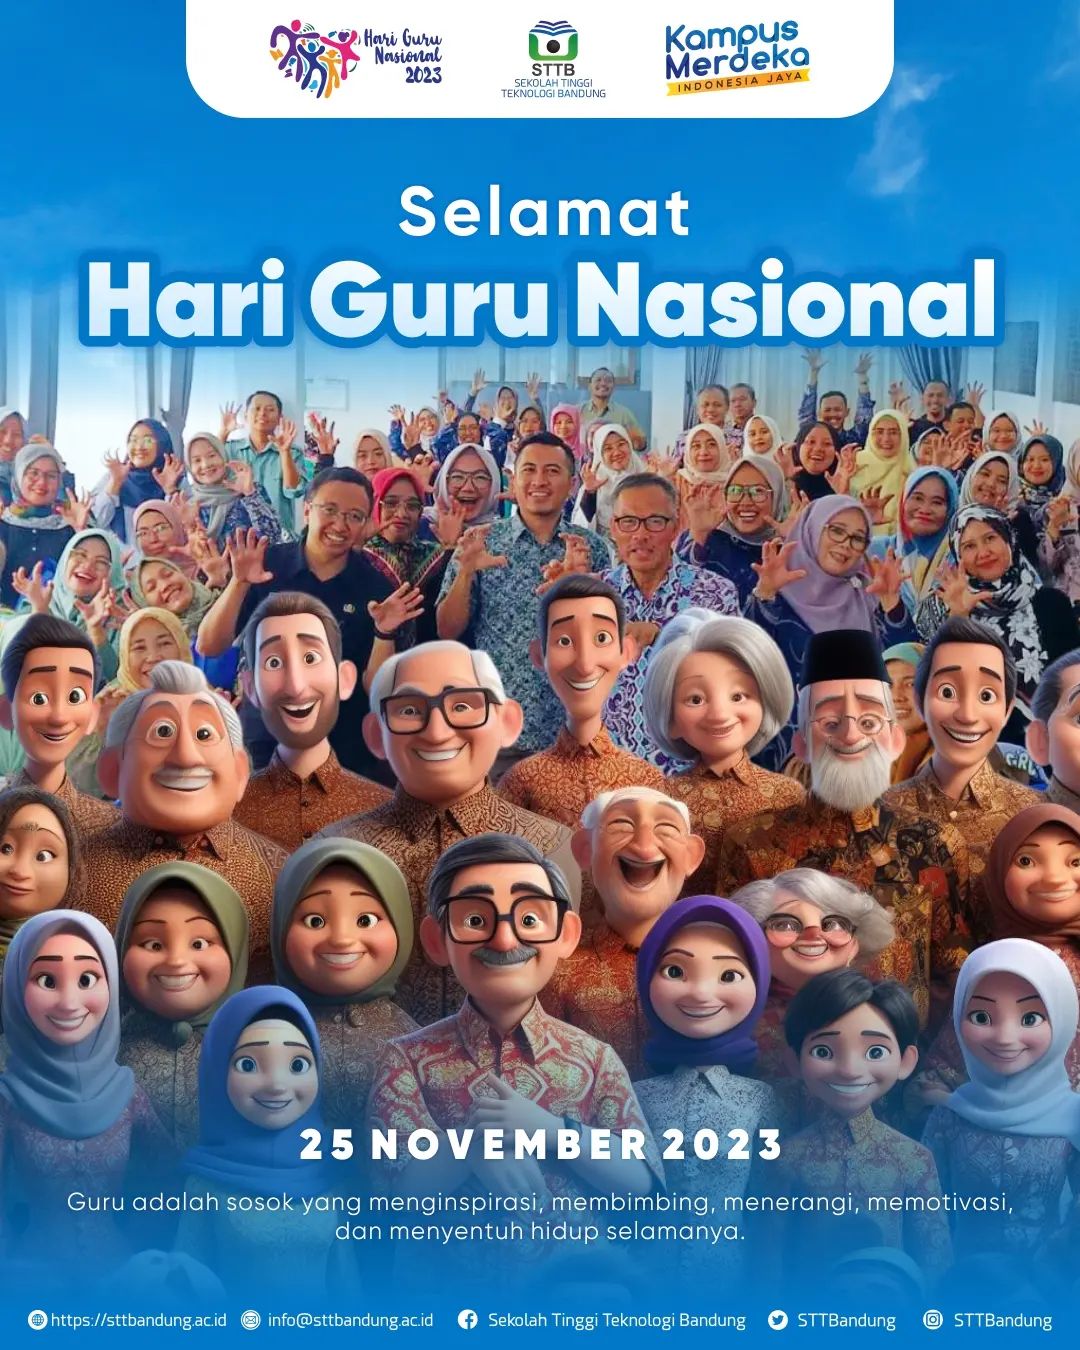 Hari Guru
Nasional
2023
STTB
SEKOLAH TINGGI
TEKNOLOGI BANDUNG
Kampus
Merdeka
INDONESIA JAYA
Selamat
Hari Guru Nasional
25 NOVEMBER 2023
Guru adalah sosok yang menginspirasi, membimbing, menerangi, memotivasi,
dan menyentuh hidup selamanya.
https://sttbandung.ac.id info@sttbandung.ac.id Sekolah Tinggi Teknologi Bandung STTBandung STTBandung